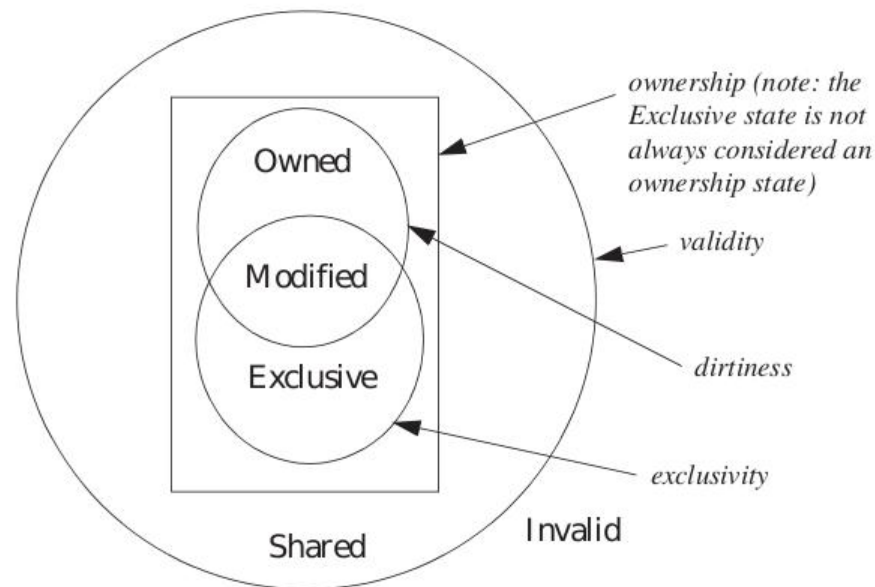 Owned
Modified
Exclusive
Shared
Invalid
ownership (note: the
Exclusive state is not
always considered an
ownership state)
validity
dirtiness
exclusivity